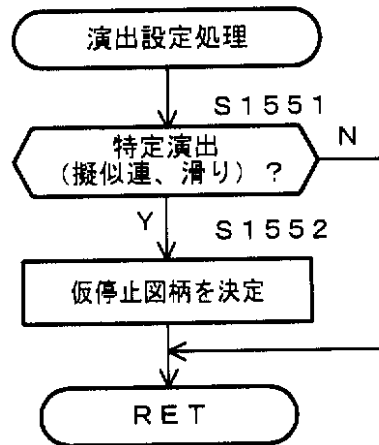 演出設定処理
Ｓ１５５１
特定演出
（擬似連、滑り）？
Ｎ
Ｙ
Ｓ１５５２
仮停止図柄を決定
ＲＥＴ